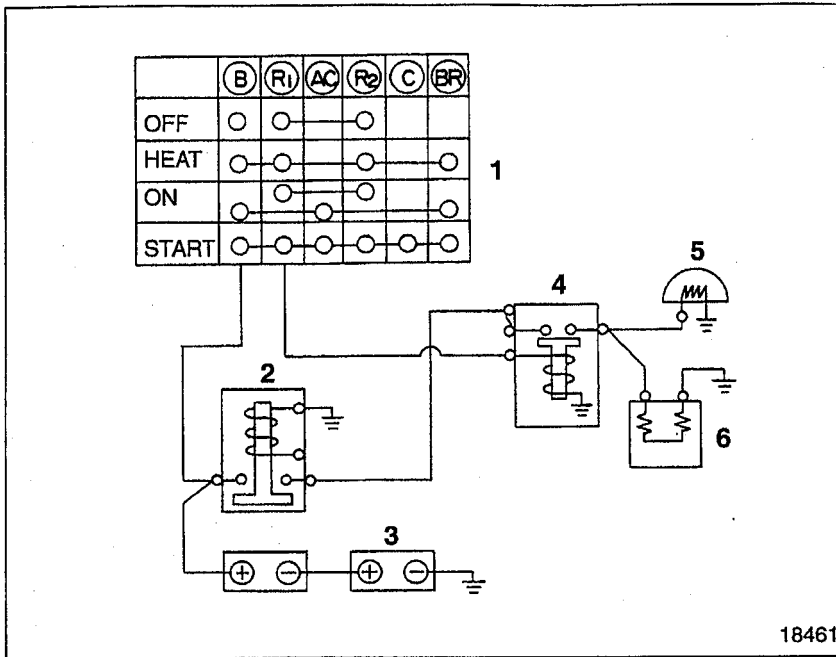 B R1 AC R2 C BR
OFF
HEAT
1
ON
START
5
4
2
6
3
+ − + −
18461